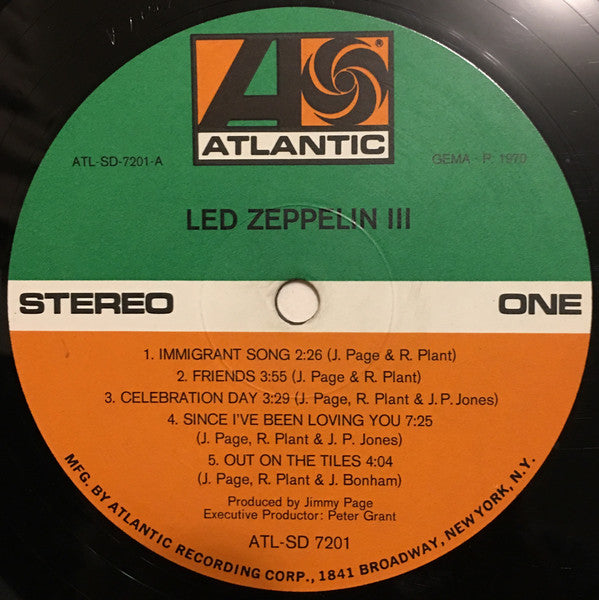 ATLANTIC
ATL-SD-7201-A
GEMA - P. 1970
LED ZEPPELIN III
STEREO
ONE
1. IMMIGRANT SONG 2:26 (J. Page & R. Plant)
2. FRIENDS 3:55 (J. Page & R. Plant)
3. CELEBRATION DAY 3:29 (J. Page, R. Plant & J.P. Jones)
4. SINCE I'VE BEEN LOVING YOU 7:25
(J. Page, R. Plant & J. P. Jones)
5. OUT ON THE TILES 4:04
(J. Page, R. Plant & J. Bonham)
Produced by Jimmy Page
Executive Productor: Peter Grant
ATL-SD 7201
MFG. BY ATLANTIC RECORDING CORP., 1841 BROADWAY, NEW YORK, N.Y.